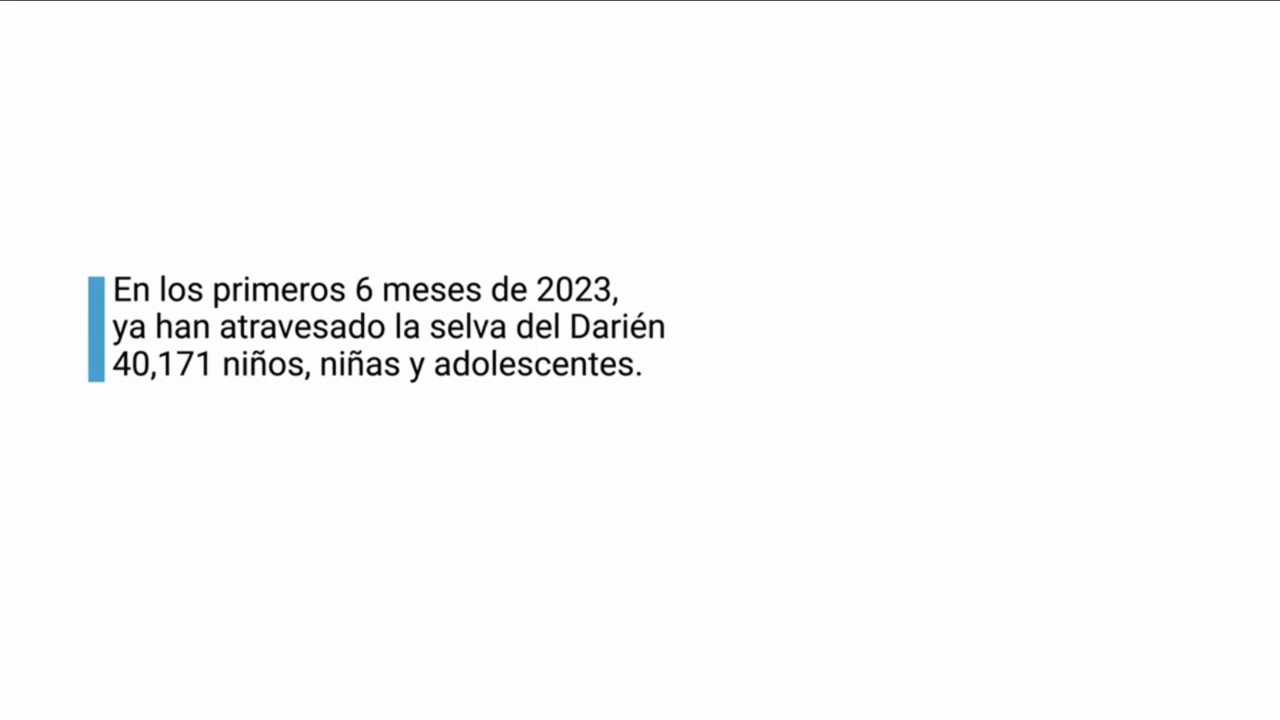 En los primeros 6 meses de 2023,
ya han atravesado la selva del Darién
40,171 niños, niñas y adolescentes.